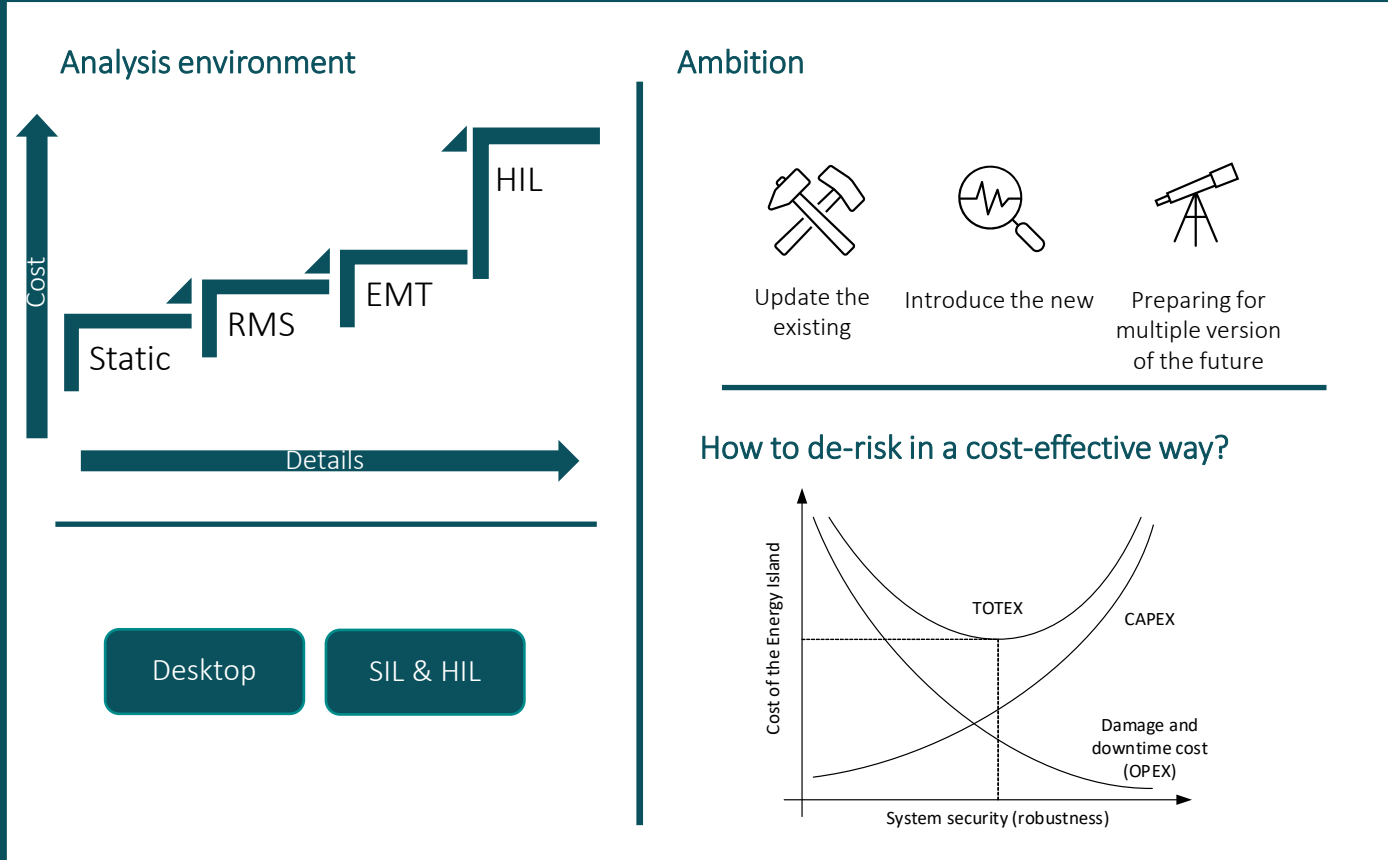 Analysis environment
Cost
Static
RMS
EMT
HIL
Details
Desktop
SIL & HIL
Ambition
Update the
existing
Introduce the new
Preparing for
multiple version
of the future
How to de-risk in a cost-effective way?
Cost of the Energy Island
TOTEX
CAPEX
Damage and
downtime cost
(OPEX)
System security (robustness)